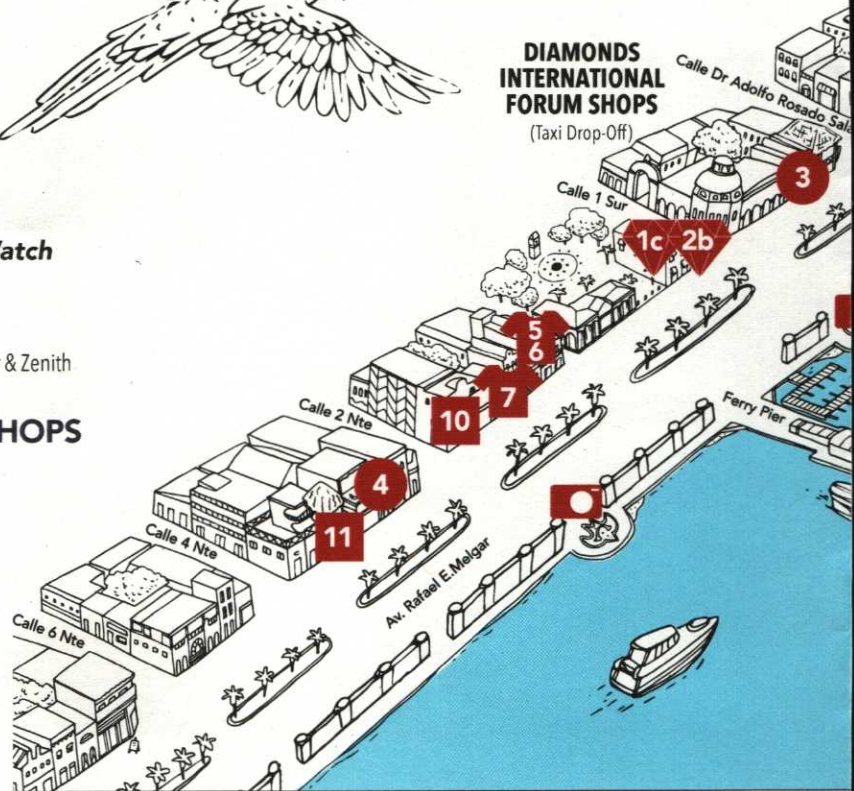 DIAMONDS
INTERNATIONAL
FORUM SHOPS
(Taxi Drop-Off)
Calle Dr Adolfo Rosado
3
Calle 1 Sur
1c 2b
& Zenith
5
6
7
10
Calle 2 Nte
HOPS
Ferry Pier
4
11
Calle 4 Nte
Av. Rafael E.Melgar
Calle 6 Nte